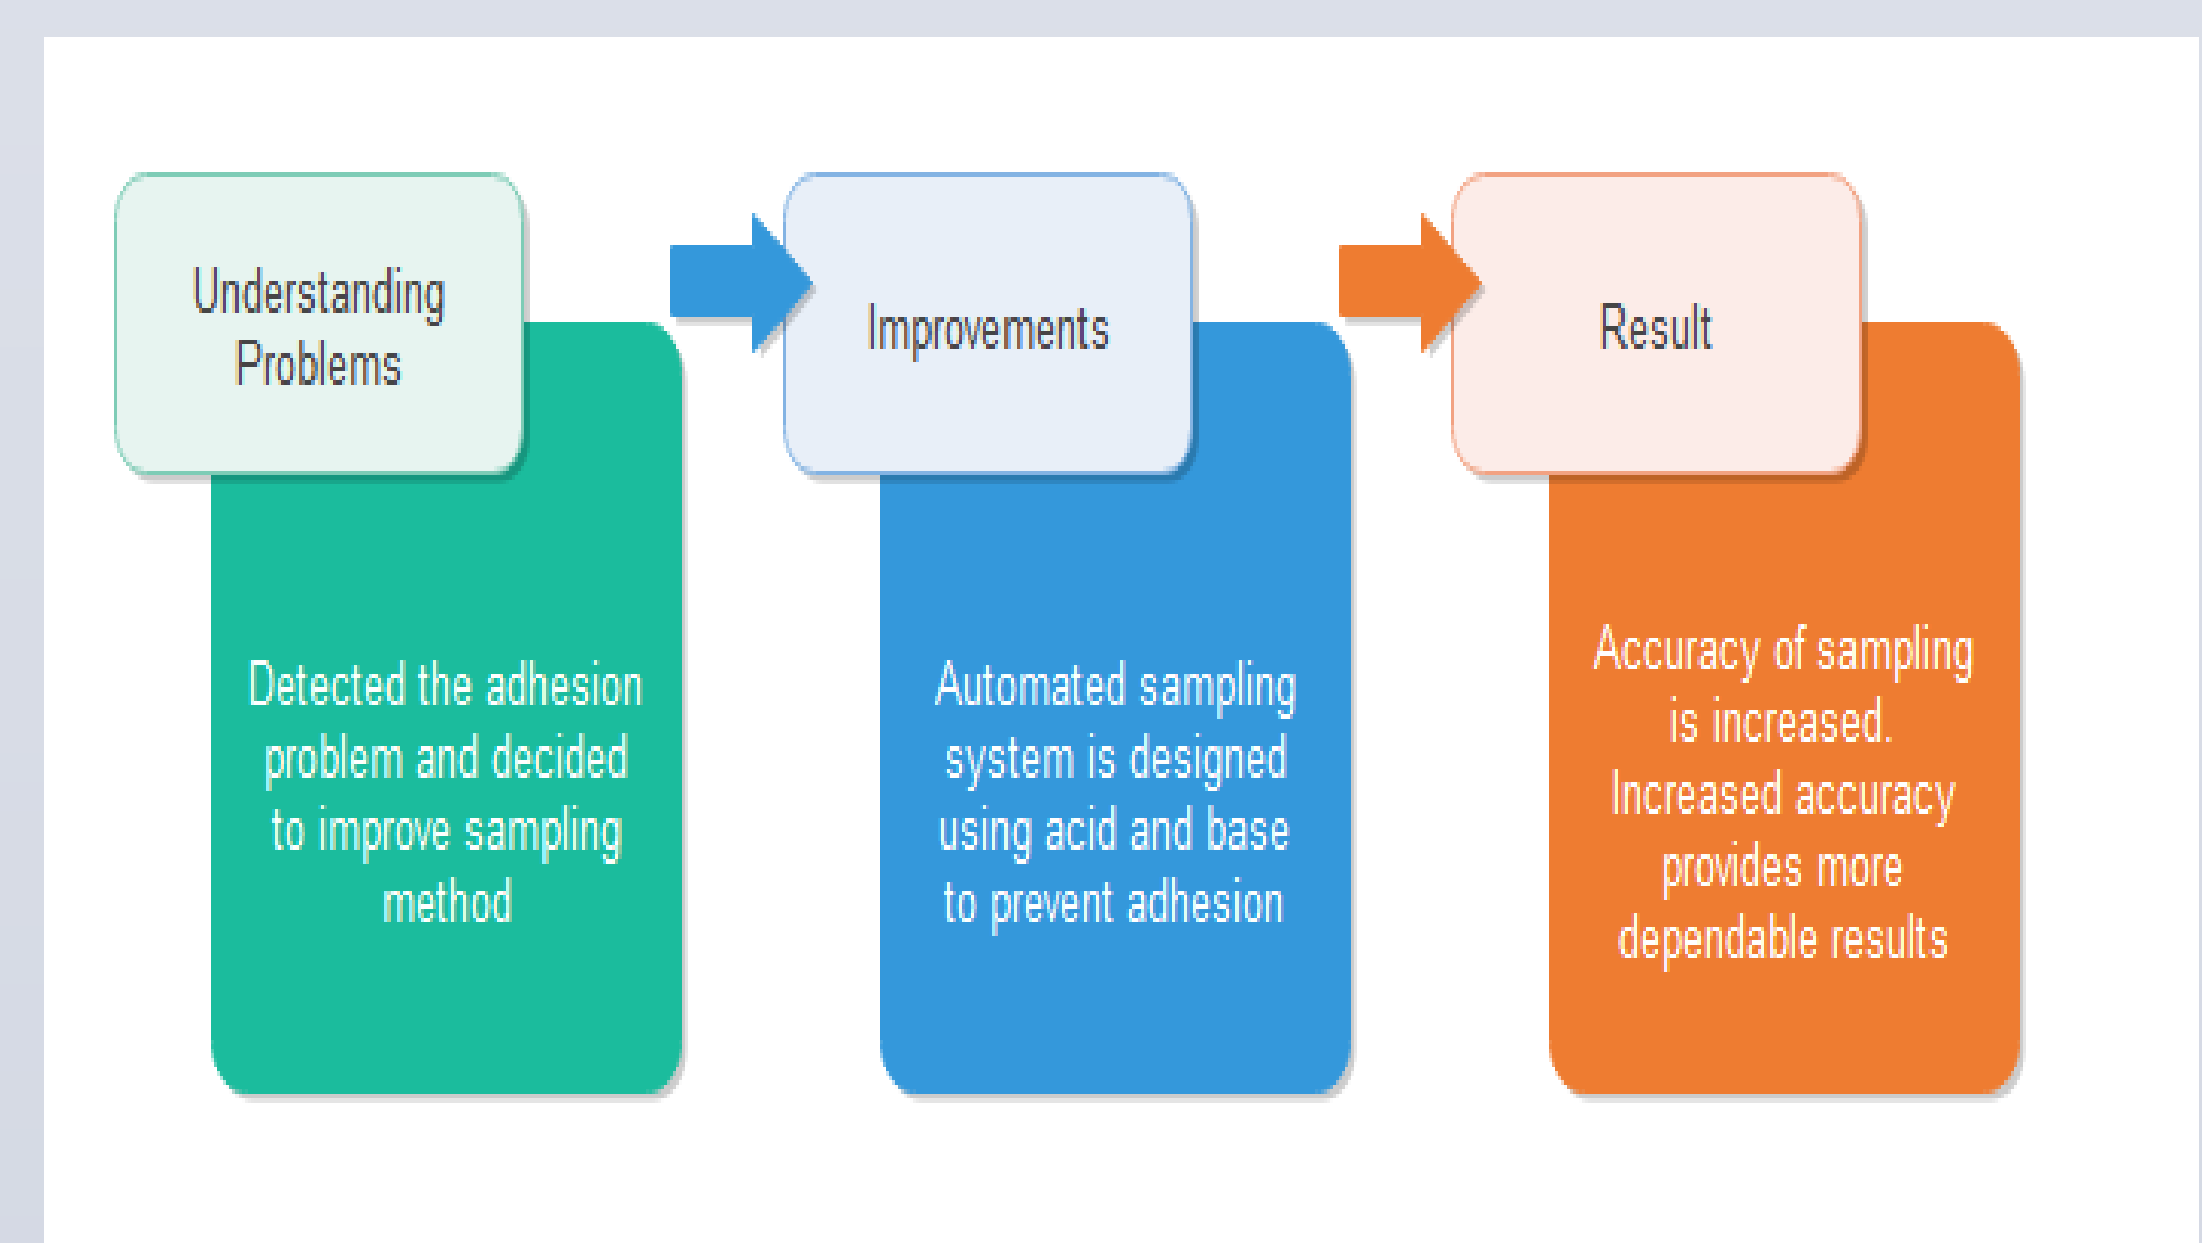 Understanding
Problems
Detected the adhesion
problem and decided
to improve sampling
method
Improvements
Automated sampling
system is designed
using acid and base
to prevent adhesion
Result
Accuracy of sampling
is increased.
Increased accuracy
provides more
dependable results